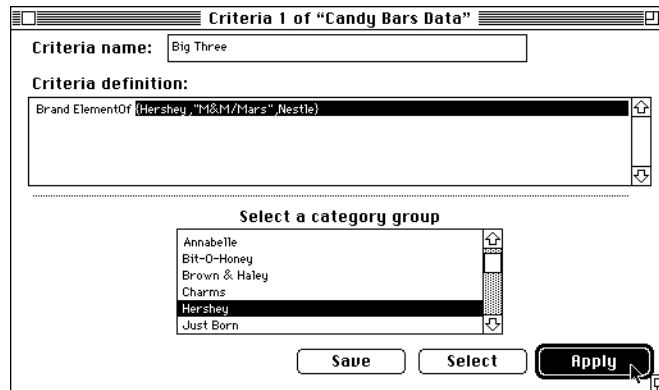 Criteria 1 of “Candy Bars Data”
Criteria name: Big Three
Criteria definition:
Brand ElementOf {Hershey ,"M&M/Mars",Nestle}
Select a category group
Annabelle
Bit-O-Honey
Brown & Haley
Charms
Hershey
Just Born
Save Select Apply